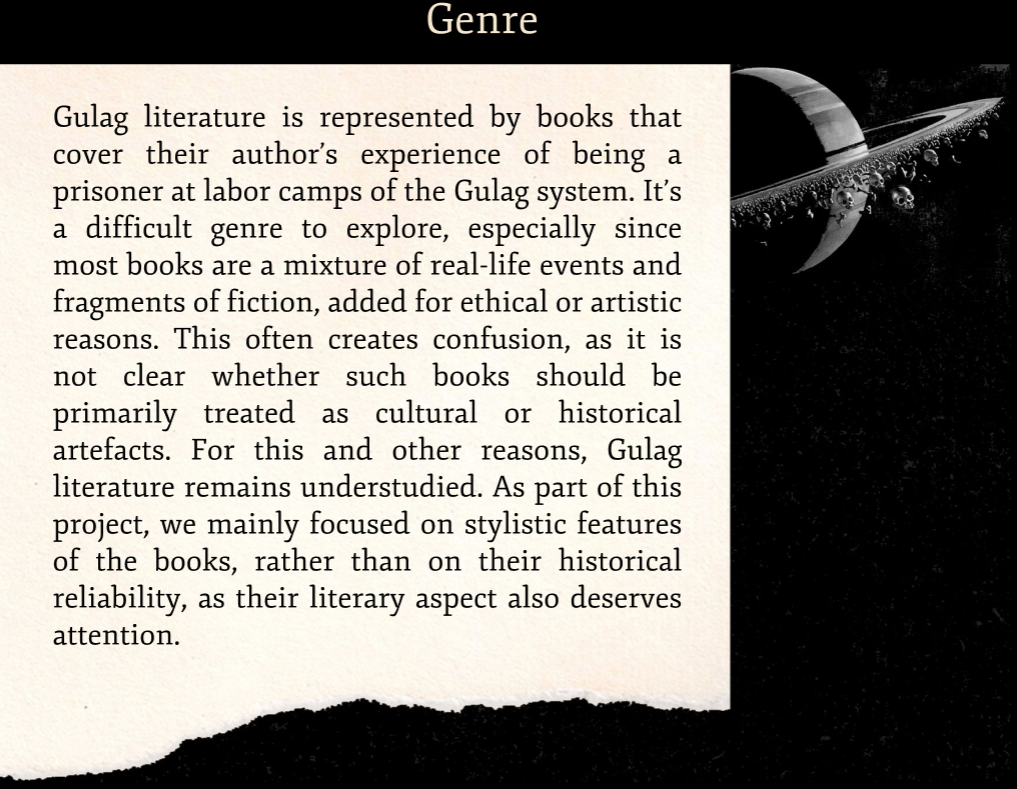 Genre
Gulag literature is represented by books that
cover their author's experience of being a
prisoner at labor camps of the Gulag system. It's
a difficult genre to explore, especially since
most books are a mixture of real-life events and
fragments of fiction, added for ethical or artistic
reasons. This often creates confusion, as it is
not clear whether such books should be
primarily treated as cultural or historical
artefacts. For this and other reasons, Gulag
literature remains understudied. As part of this
project, we mainly focused on stylistic features
of the books, rather than on their historical
reliability, as their literary aspect also deserves
attention.